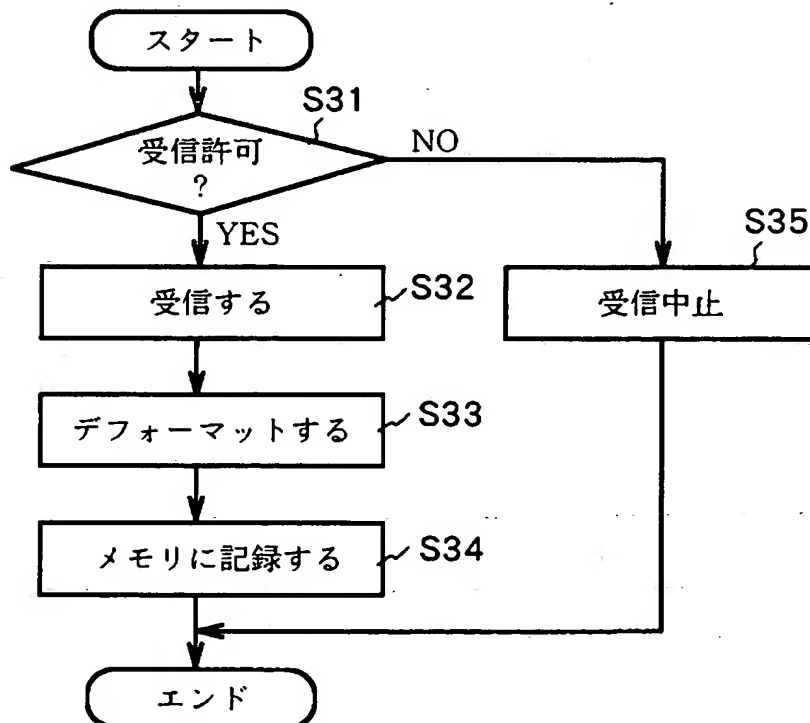 スタート
S31
受信許可
?
NO
YES
S35
受信する
S32
受信中止
デフォーマットする
S33
メモリに記録する
S34
エンド